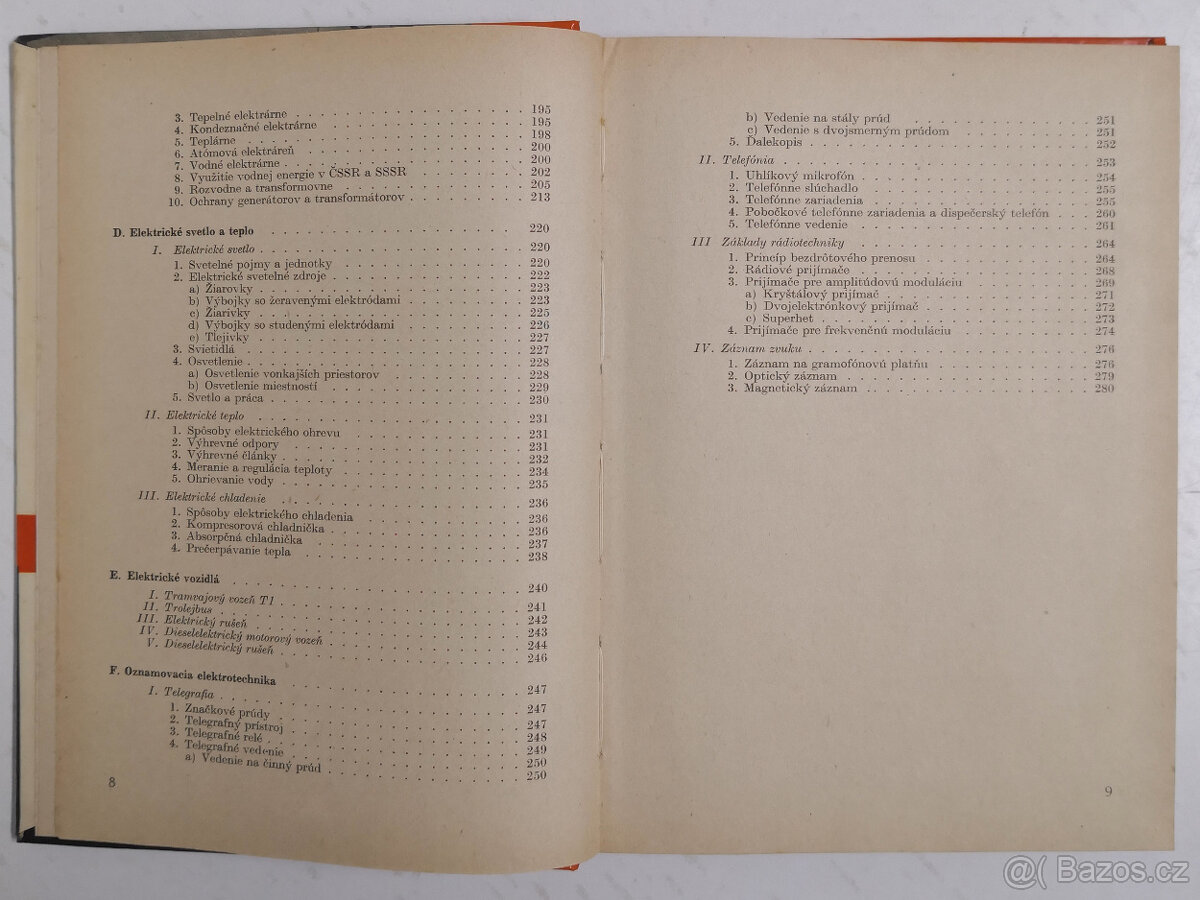 3. Tepelné elektrárne . . . . . . . . . . . . 195
4. Kondeznačné elektrárne . . . . . . . . . . . . 195
5. Teplárne . . . . . . . . . . . . 198
6. Atómová elektráreň . . . . . . . . . . . . 200
7. Vodné elektrárne . . . . . . . . . . . . 200
8. Využitie vodnej energie v ČSSR a SSSR . . . . . . . . 202
9. Rozvodne a transformovne . . . . . . . . . . . . 205
10. Ochrany generátorov a transformátorov . . . . . . . . 213
D. Elektrické svetlo a teplo . . . . . . . . . . . . 220
I. Elektrické svetlo . . . . . . . . . . . . 220
1. Svetelné pojmy a jednotky . . . . . . . . . . . . 220
2. Elektrické svetelné zdroje . . . . . . . . . . . . 222
a) Žiarovky . . . . . . . . . . . . 223
b) Výbojky so žeravenými elektródami . . . . . . . . 223
c) Žiarivky . . . . . . . . . . . . 225
d) Výbojky so studenými elektródami . . . . . . . . 226
e) Tlejivky . . . . . . . . . . . . 227
3. Svietidlá . . . . . . . . . . . . 227
4. Osvetlenie . . . . . . . . . . . . 228
a) Osvetlenie vonkajších priestorov . . . . . . . . 228
b) Osvetlenie miestností . . . . . . . . . . . . 229
5. Svetlo a práca . . . . . . . . . . . . 230
II. Elektrické teplo . . . . . . . . . . . . 231
1. Spôsoby elektrického ohrevu . . . . . . . . . . . . 231
2. Výhrevné odpory . . . . . . . . . . . . 231
3. Výhrevné články . . . . . . . . . . . . 232
4. Meranie a regulácia teploty . . . . . . . . . . . . 234
5. Ohrievanie vody . . . . . . . . . . . . 235
III. Elektrické chladenie . . . . . . . . . . . . 236
1. Spôsoby elektrického chladenia . . . . . . . . . . . . 236
2. Kompresorová chladnička . . . . . . . . . . . . 236
3. Absorpčná chladnička . . . . . . . . . . . . 237
4. Prečerpávanie tepla . . . . . . . . . . . . 238
E. Elektrické vozidlá . . . . . . . . . . . . 240
I. Tramvajový vozeň T1 . . . . . . . . . . . . 241
II. Trolejbus . . . . . . . . . . . . 242
III. Elektrický rušeň . . . . . . . . . . . . 243
IV. Dieselelektrický motorový vozeň . . . . . . . . . . . . 244
V. Dieselelektrický rušeň . . . . . . . . . . . . 246
F. Oznamovacia elektrotechnika . . . . . . . . . . . . 247
I. Telegrafia . . . . . . . . . . . . 247
1. Značkové prúdy . . . . . . . . . . . . 247
2. Telegrafný prístroj . . . . . . . . . . . . 248
3. Telegrafné relé . . . . . . . . . . . . 249
4. Telegrafné vedenie . . . . . . . . . . . . 250
a) Vedenie na činný prúd . . . . . . . . . . . . 250
8
b) Vedenie na stály prúd . . . . . . . . . . . . 251
c) Vedenie s dvojsmerným prúdom . . . . . . . . . . 251
5. Ďalekopis . . . . . . . . . . . . 252
II. Telefónia . . . . . . . . . . . . 253
1. Uhlíkový mikrofón . . . . . . . . . . . . 254
2. Telefónne slúchadlo . . . . . . . . . . . . 255
3. Telefónne zariadenia . . . . . . . . . . . . 255
4. Pobočkové telefónne zariadenia a dispečerský telefón . . . 260
5. Telefónne vedenie . . . . . . . . . . . . 261
III Základy rádiotechniky . . . . . . . . . . . . 264
1. Princíp bezdrôtového prenosu . . . . . . . . . . . . 264
2. Rádiové prijímače . . . . . . . . . . . . 268
3. Prijímače pre amplitúdovú moduláciu . . . . . . . . 269
a) Kryštálový prijímač . . . . . . . . . . . . 271
b) Dvojelektrónkový prijímač . . . . . . . . . . . . 272
c) Superhet . . . . . . . . . . . . 273
4. Prijímače pre frekvenčnú moduláciu . . . . . . . . 274
IV. Záznam zvuku . . . . . . . . . . . . 276
1. Záznam na gramofónovú platňu . . . . . . . . . . 276
2. Optický záznam . . . . . . . . . . . . 279
3. Magnetický záznam . . . . . . . . . . . . 280
9
@( Bazos.cz